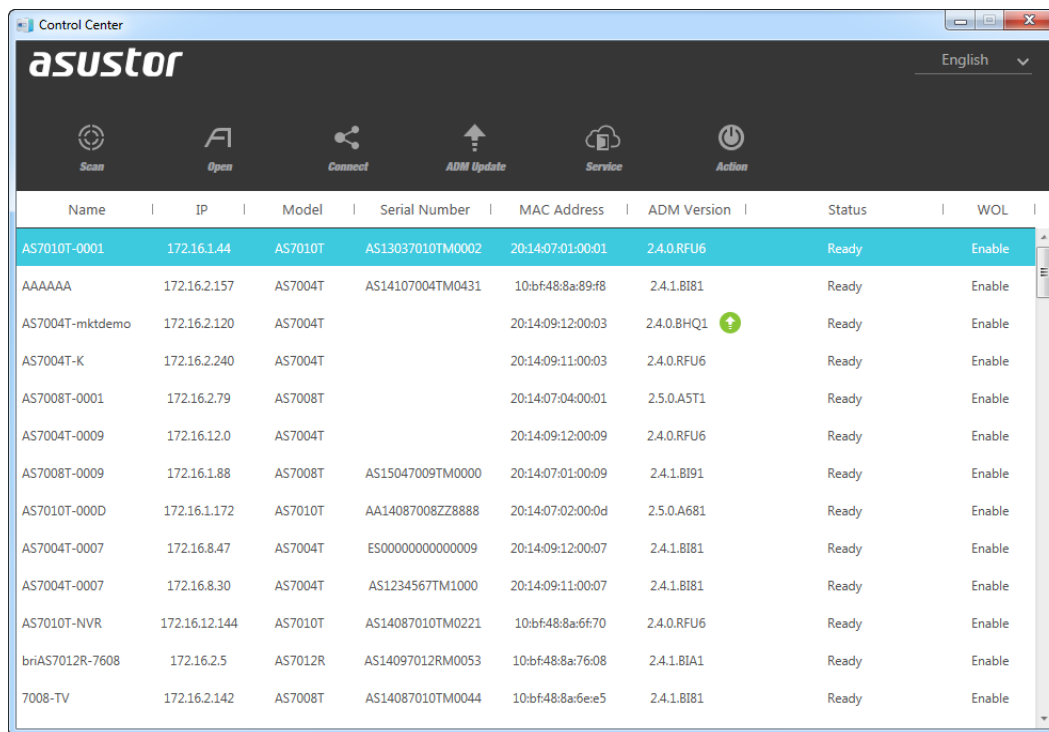 Control Center
asustor
English
Scan Open Connect ADM Update Service Action
Name IP Model Serial Number MAC Address ADM Version Status WOL
AS7010T-0001 172.16.1.44 AS7010T AS13037010TM0002 20:14:07:01:00:01 2.4.0.RFU6 Ready Enable
AAAAAA 172.16.2.157 AS7004T AS14107004TM0431 10:bf:48:8a:89:f8 2.4.1.BI81 Ready Enable
AS7004T-mktdemo 172.16.2.120 AS7004T 20:14:09:12:00:03 2.4.0.BHQ1 Ready Enable
AS7004T-K 172.16.2.240 AS7004T 20:14:09:11:00:03 2.4.0.RFU6 Ready Enable
AS7008T-0001 172.16.2.79 AS7008T 20:14:07:04:00:01 2.5.0.A5T1 Ready Enable
AS7004T-0009 172.16.12.0 AS7004T 20:14:09:12:00:09 2.4.0.RFU6 Ready Enable
AS7008T-0009 172.16.1.88 AS7008T AS15047009TM0000 20:14:07:01:00:09 2.4.1.BI91 Ready Enable
AS7010T-000D 172.16.1.172 AS7010T AA14087008ZZ8888 20:14:07:02:00:0d 2.5.0.A681 Ready Enable
AS7004T-0007 172.16.8.47 AS7004T ES00000000000009 20:14:09:12:00:07 2.4.1.BI81 Ready Enable
AS7004T-0007 172.16.8.30 AS7004T AS1234567TM1000 20:14:09:11:00:07 2.4.1.BI81 Ready Enable
AS7010T-NVR 172.16.12.144 AS7010T AS14087010TM0221 10:bf:48:8a:6f:70 2.4.0.RFU6 Ready Enable
briAS7012R-7608 172.16.2.5 AS7012R AS14097012RM0053 10:bf:48:8a:76:08 2.4.1.BIA1 Ready Enable
7008-TV 172.16.2.142 AS7008T AS14087010TM0044 10:bf:48:8a:6e:e5 2.4.1.BI81 Ready Enable